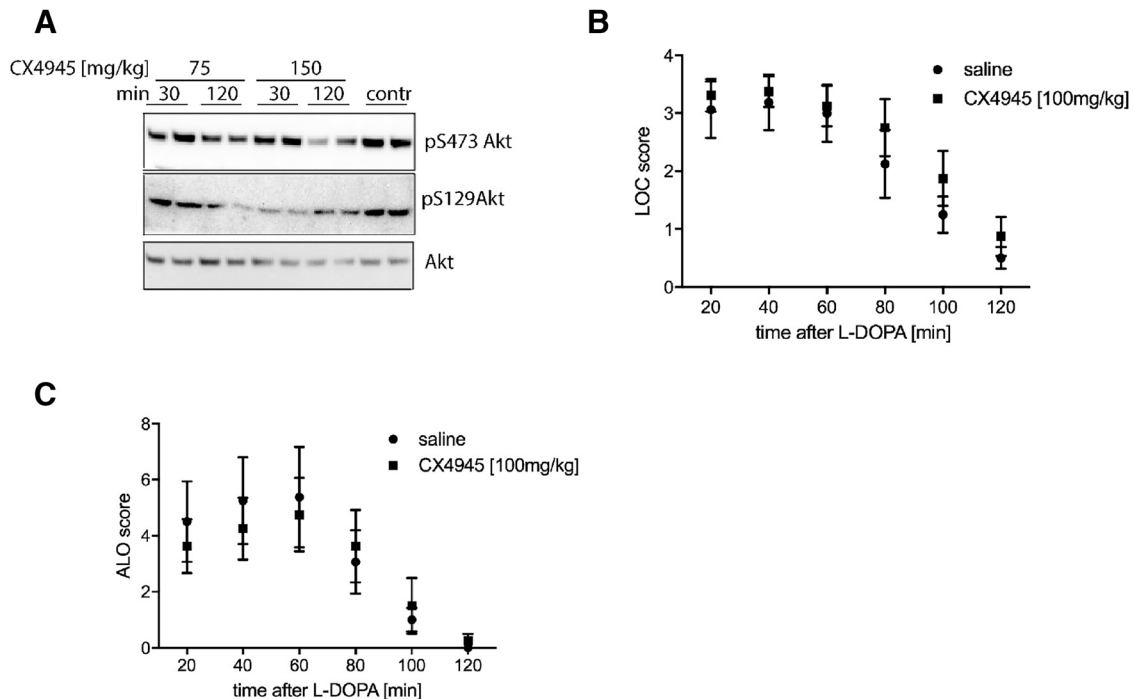 A
CX4945 [mg/kg] 75 150
min 30 120 30 120 contr
pS473 Akt
pS129Akt
Akt
B
4
3
2
1
0
LOC score
saline
CX4945 [100mg/kg]
20 40 60 80 100 120
time after L-DOPA [min]
C
8
6
4
2
0
ALO score
saline
CX4945 [100mg/kg]
20 40 60 80 100 120
time after L-DOPA [min]